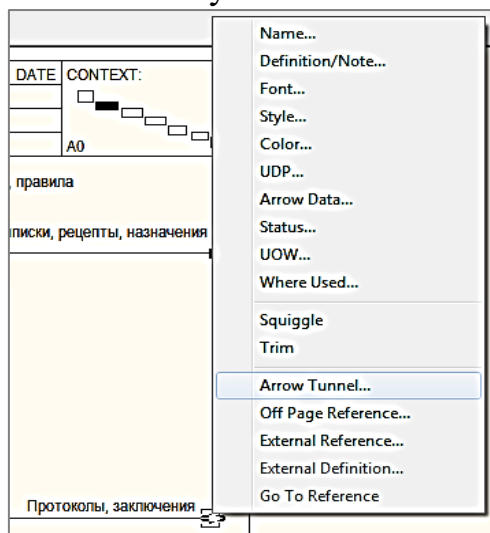 Name...
Definition/Note...
Font...
Style...
Color...
UDP...
Arrow Data...
Status...
UOW...
Where Used...
Squiggle
Trim
Arrow Tunnel...
Off Page Reference...
External Reference...
External Definition...
Go To Reference
DATE CONTEXT:
A0
, правила
рецепты, назначения
Протоколы, заключения